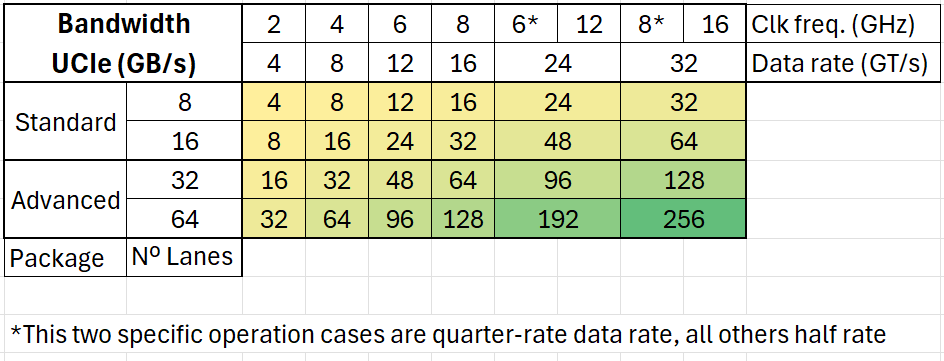 Bandwidth 2 4 6 8 6* 12 8* 16 Clk freq. (GHz)
UCIe (GB/s) 4 8 12 16 24 32 Data rate (GT/s)
Standard 8 4 8 12 16 24 32
16 8 16 24 32 48 64
Advanced 32 16 32 48 64 96 128
64 32 64 96 128 192 256
Package Nº Lanes
*This two specific operation cases are quarter-rate data rate, all others half rate